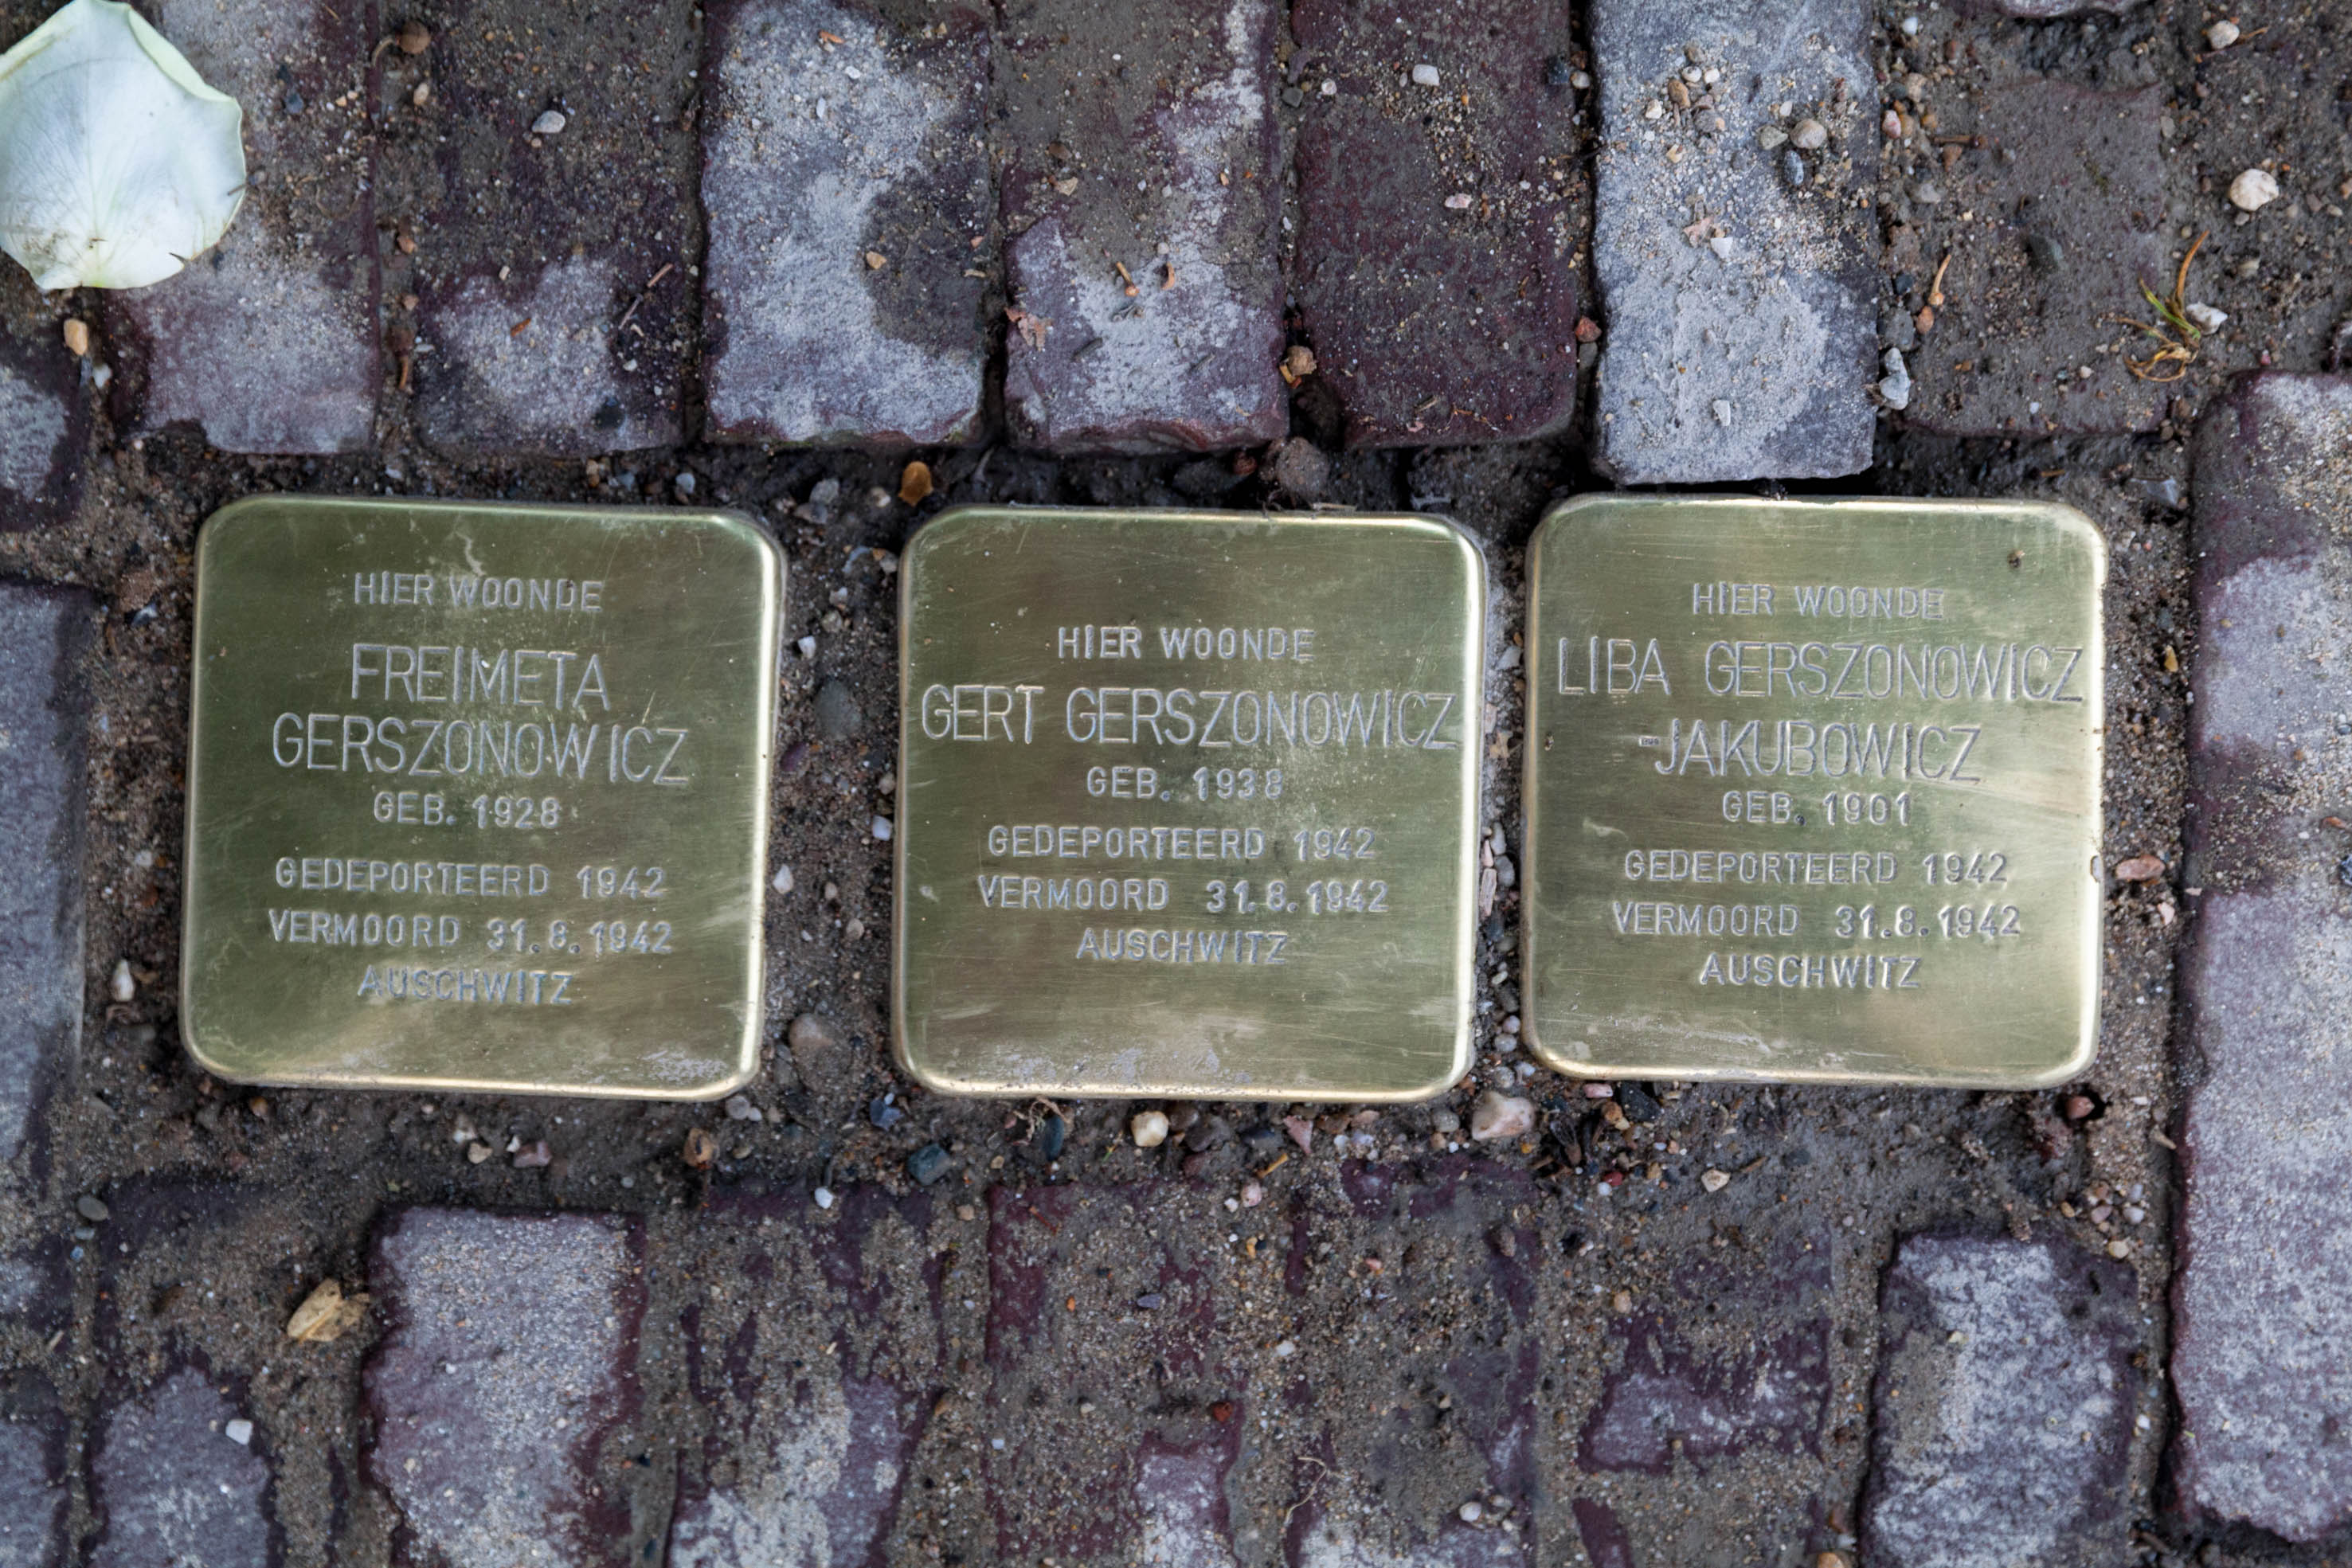 HIER WOONDE
FREIMETA
GERSZONOWICZ
GEB. 1928
GEDEPORTEERD 1942
VERMOORD 31.8.1942
AUSCHWITZ
HIER WOONDE
GERT GERSZONOWICZ
GEB. 1938
GEDEPORTEERD 1942
VERMOORD 31.8.1942
AUSCHWITZ
HIER WOONDE
LIBA GERSZONOWICZ
-JAKUBOWICZ
GEB. 1901
GEDEPORTEERD 1942
VERMOORD 31.8.1942
AUSCHWITZ